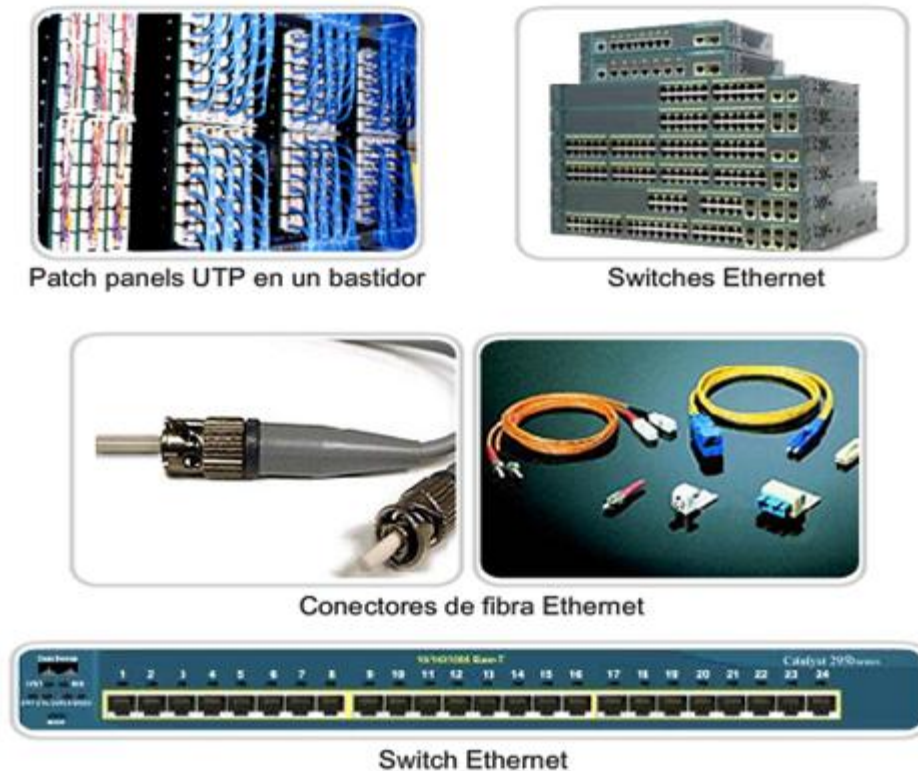 Patch panels UTP en un bastidor
Switches Ethernet
Conectores de fibra Ethernet
Catalyst 2950
1 2 3 4 5 6 7 8 9 10 11 12 13 14 15 16 17 18 19 20 21 22 23 24
Switch Ethernet